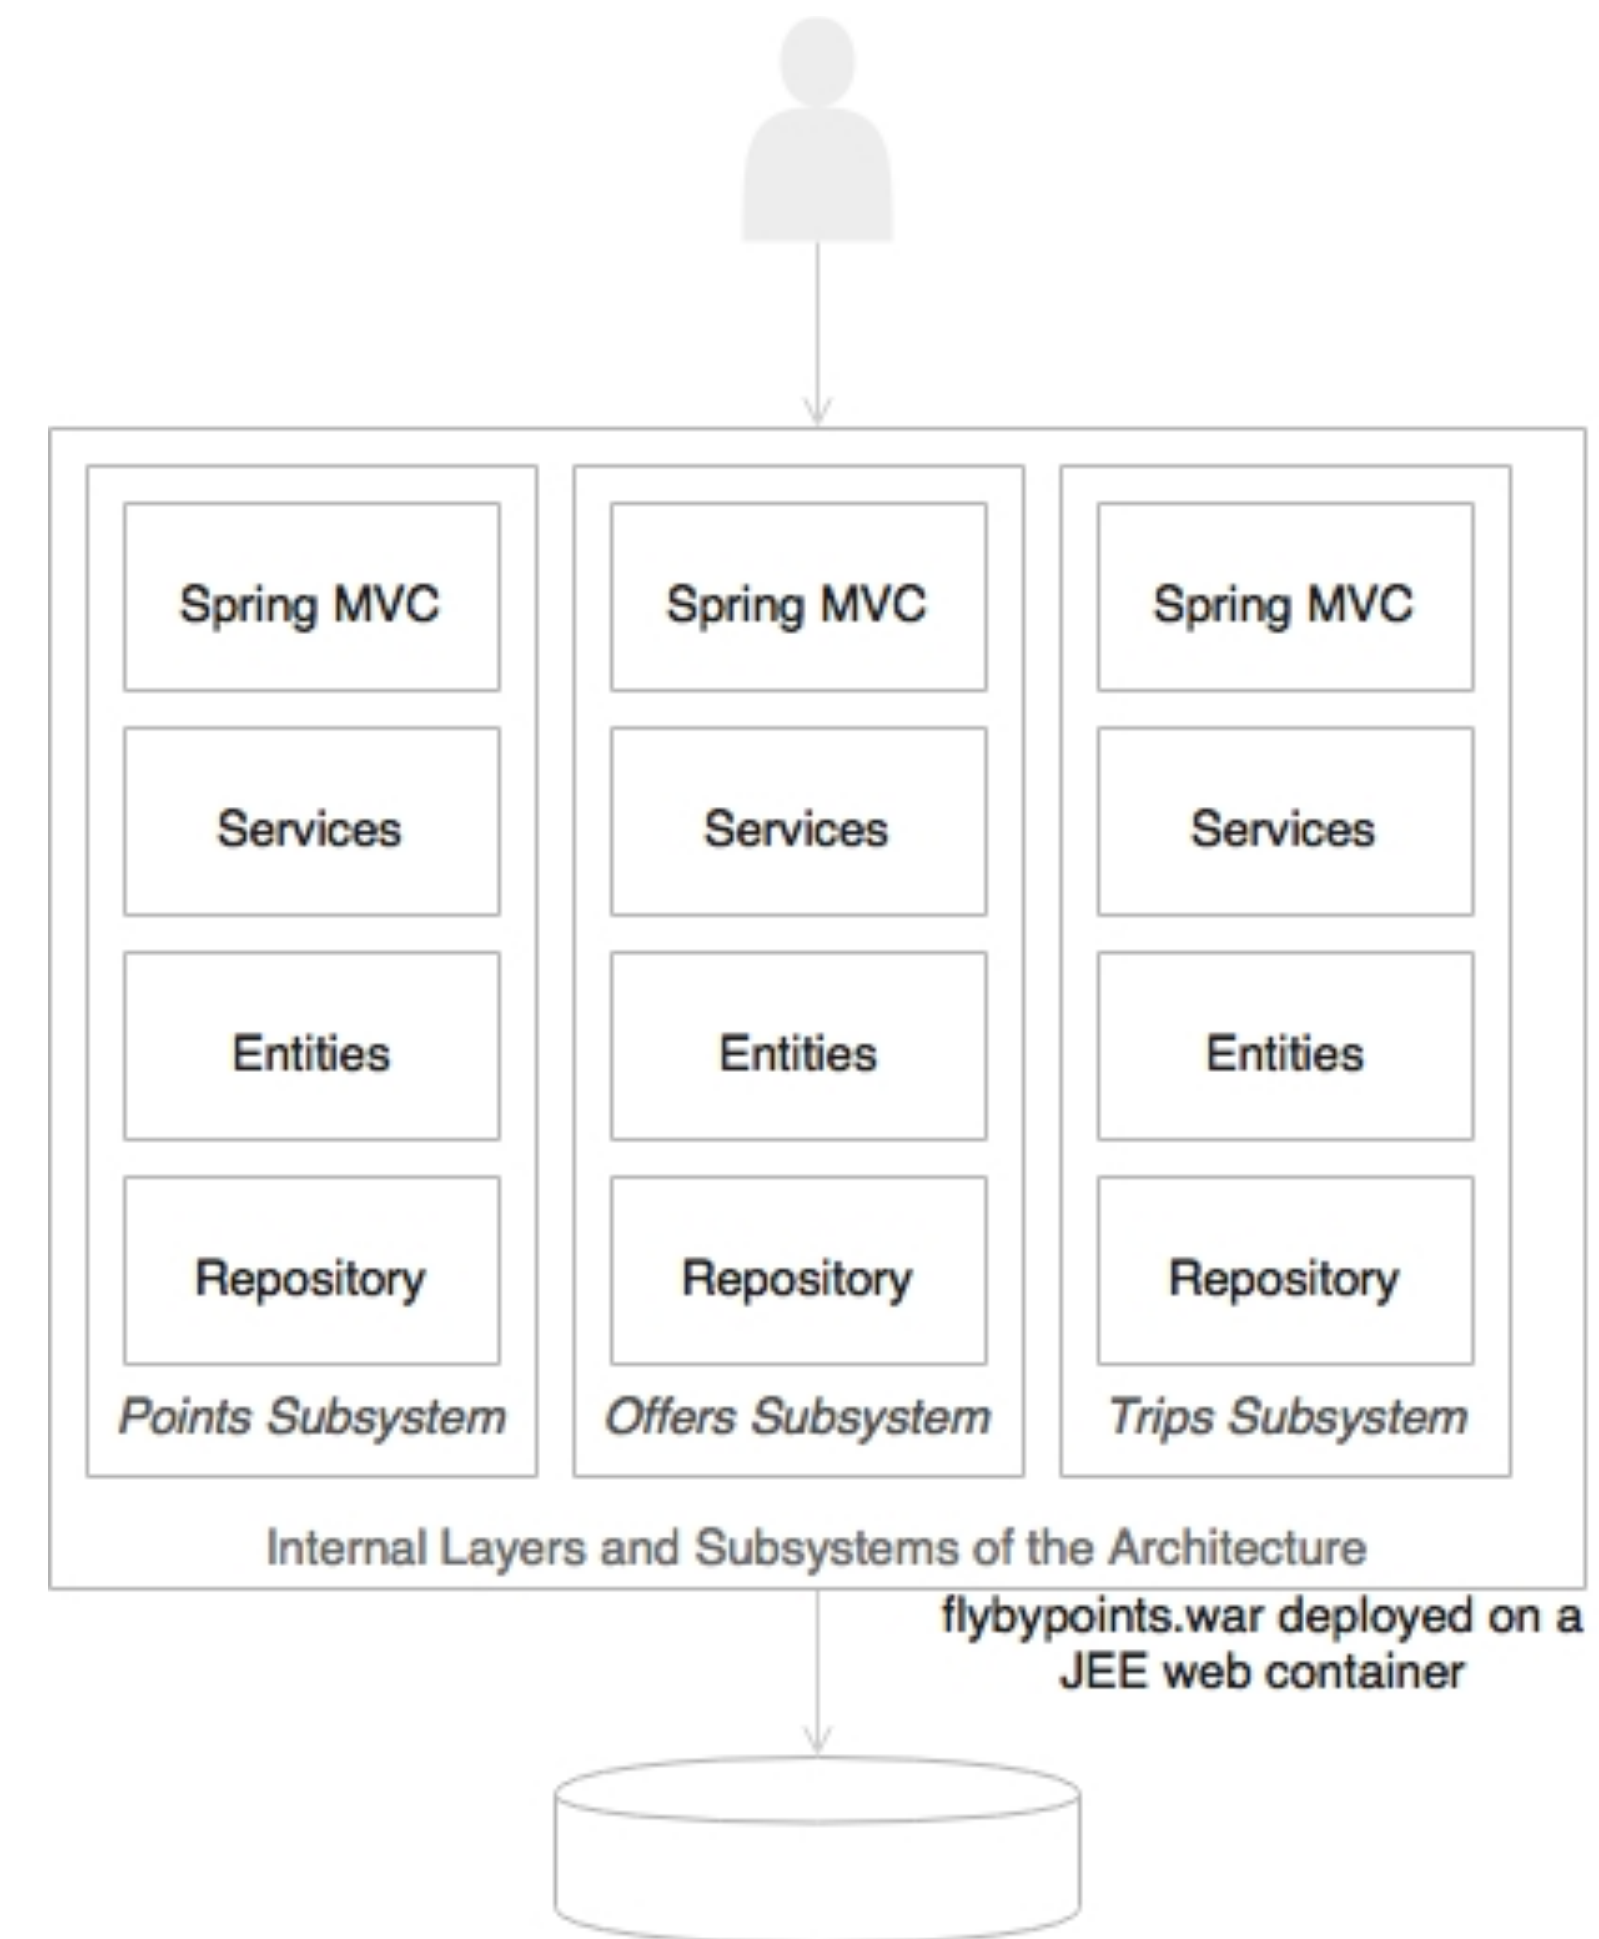 Spring MVC
Services
Entities
Repository
Points Subsystem
Spring MVC
Services
Entities
Repository
Offers Subsystem
Spring MVC
Services
Entities
Repository
Trips Subsystem
Internal Layers and Subsystems of the Architecture
flybypoints.war deployed on a
JEE web container